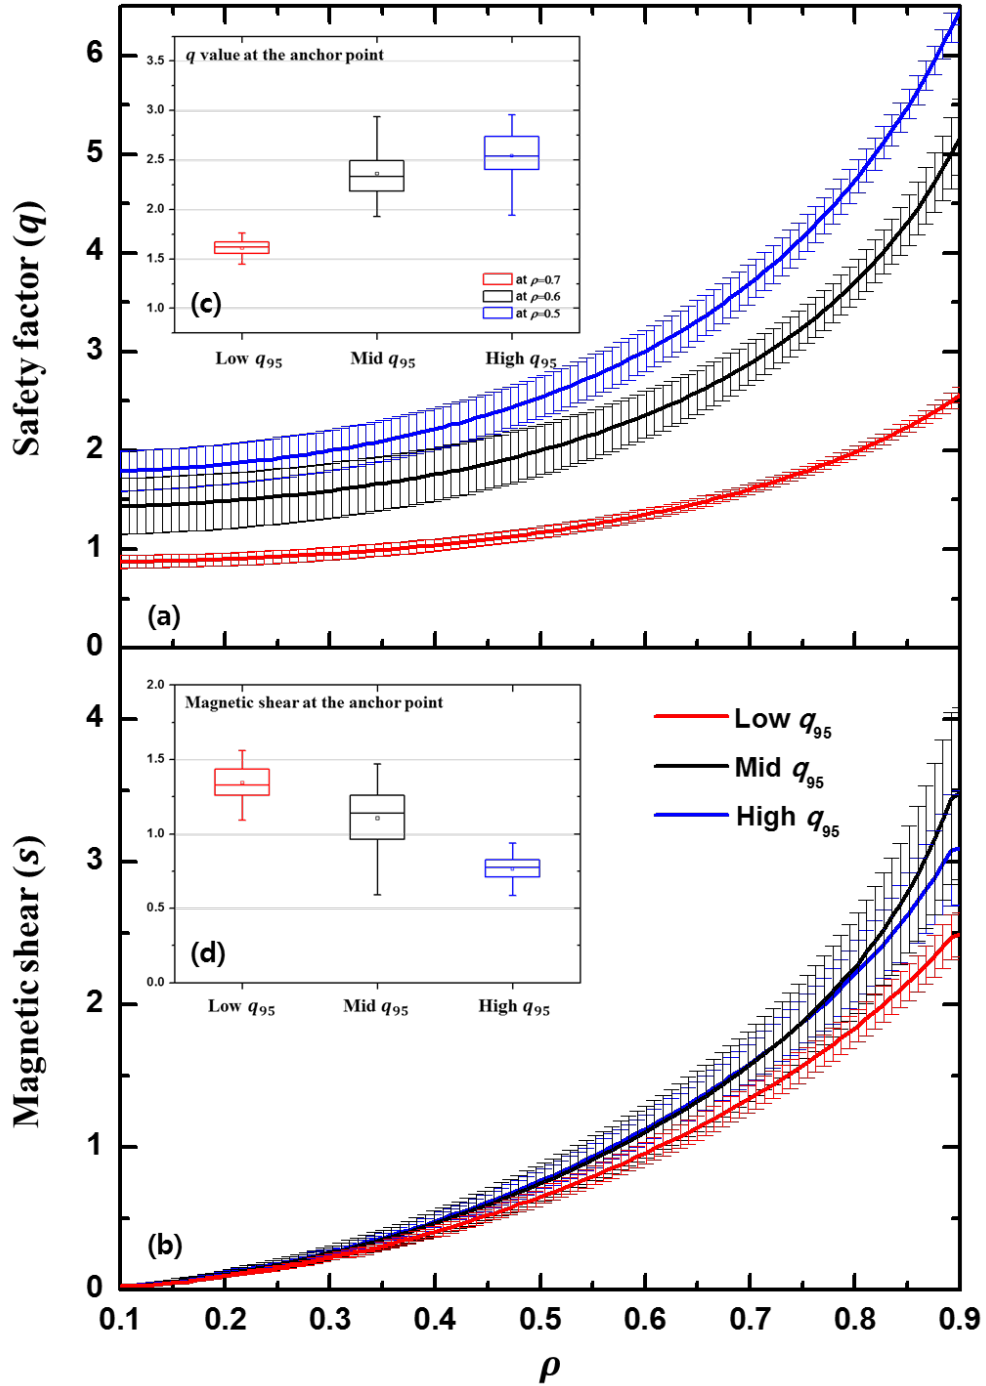 Safety factor (q)
6
5
4
3
2
1
0
q value at the anchor point
3.5
3.0
2.5
2.0
1.5
1.0
(c)
at ρ=0.7
at ρ=0.6
at ρ=0.5
Low q95
Mid q95
High q95
(a)
Magnetic shear (s)
4
3
2
1
0
Magnetic shear at the anchor point
2.0
1.5
1.0
0.5
0.0
(d)
Low q95
Mid q95
High q95
Low q95
Mid q95
High q95
(b)
0.1 0.2 0.3 0.4 0.5 0.6 0.7 0.8 0.9
ρ